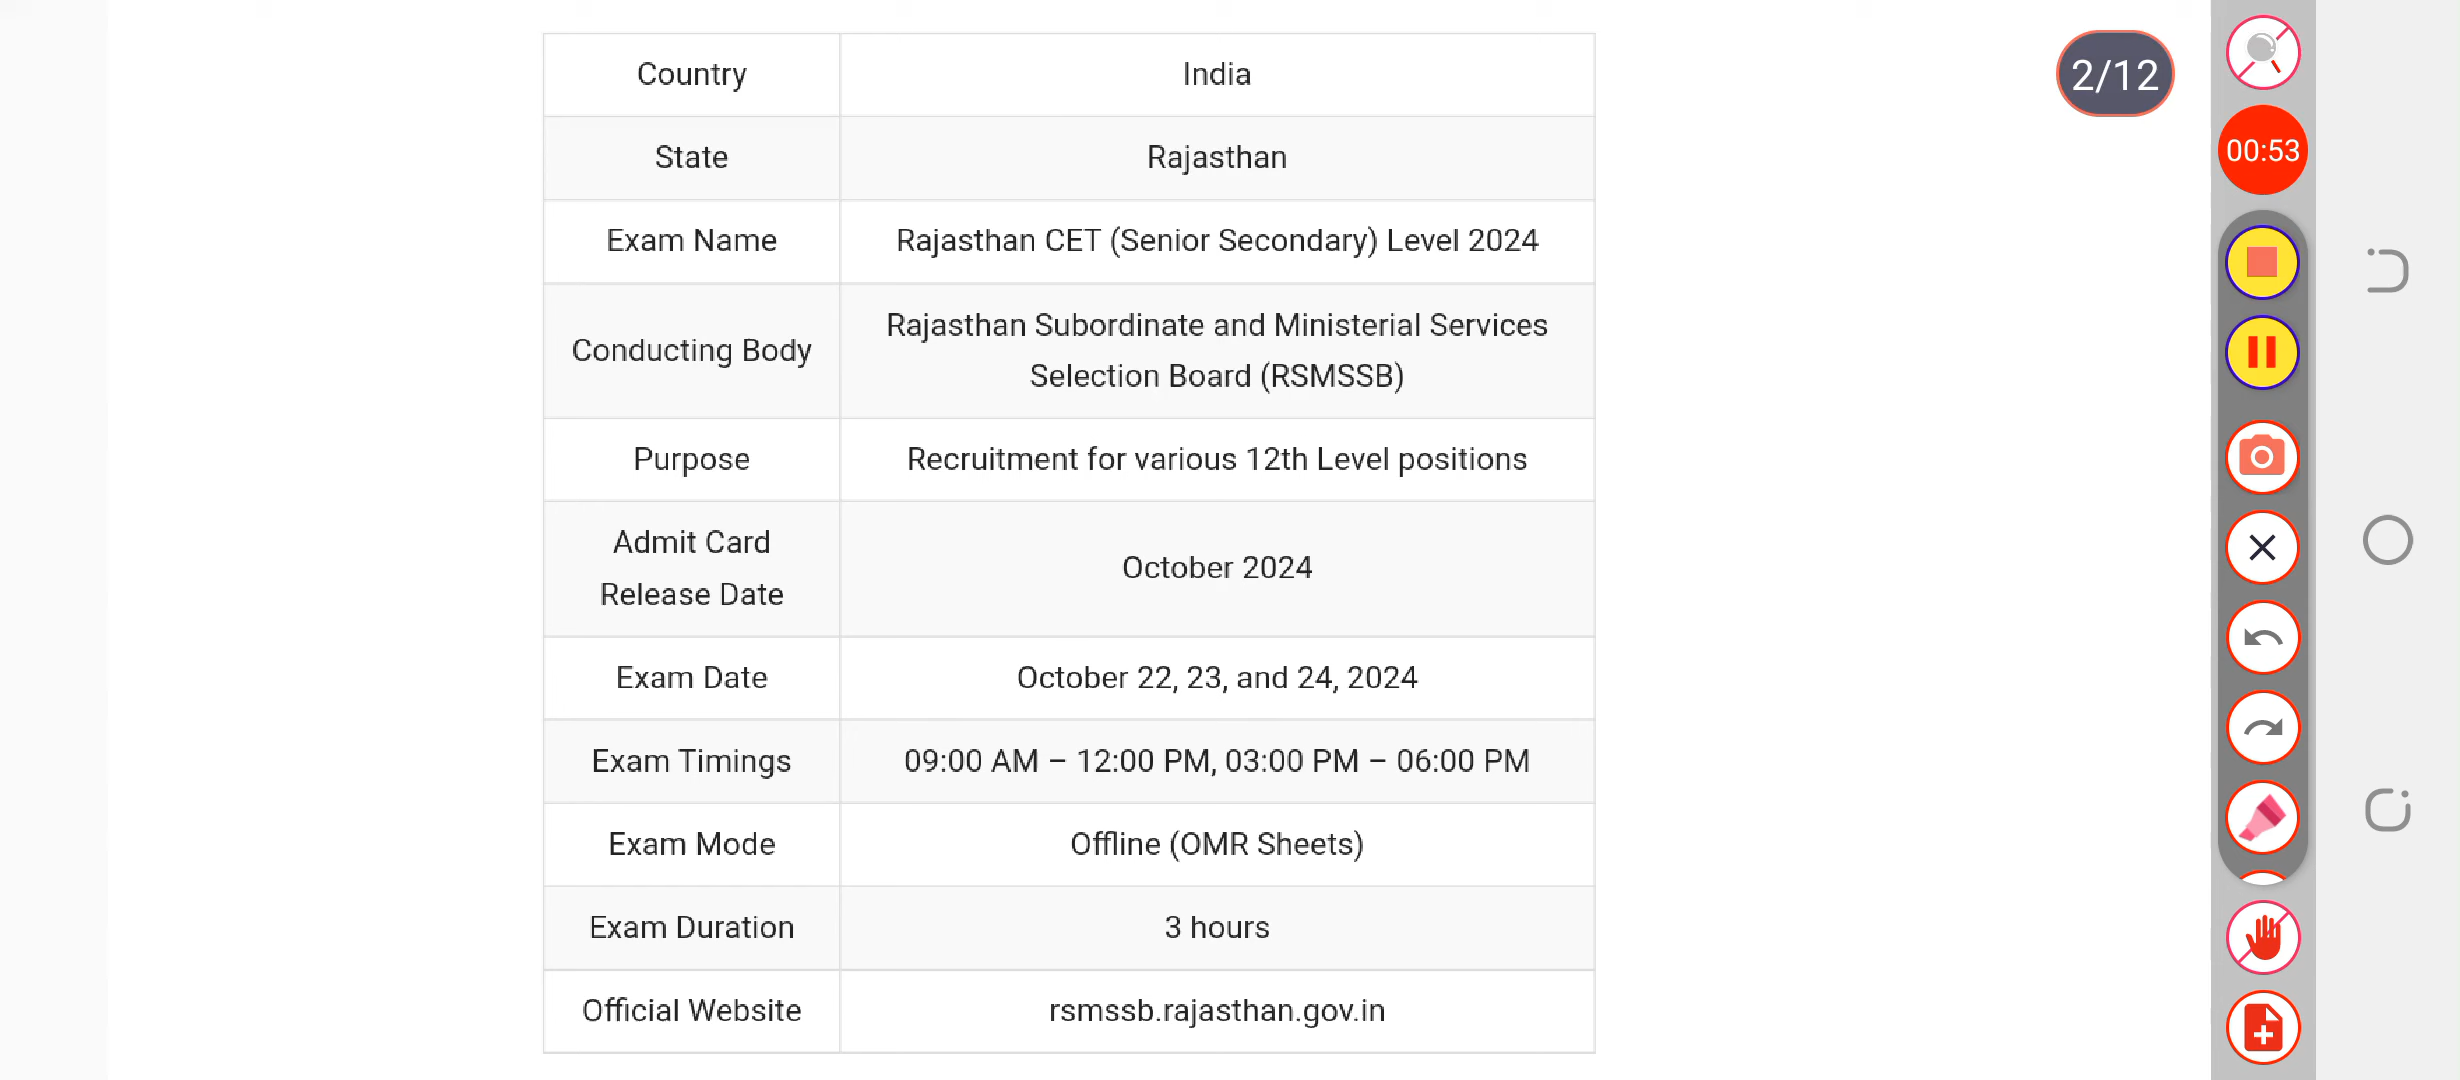 Country India
State Rajasthan
Exam Name Rajasthan CET (Senior Secondary) Level 2024
Conducting Body Rajasthan Subordinate and Ministerial Services
Selection Board (RSMSSB)
Purpose Recruitment for various 12th Level positions
Admit Card
Release Date October 2024
Exam Date October 22, 23, and 24, 2024
Exam Timings 09:00 AM – 12:00 PM, 03:00 PM – 06:00 PM
Exam Mode Offline (OMR Sheets)
Exam Duration 3 hours
Official Website rsmssb.rajasthan.gov.in
2/12
00:53